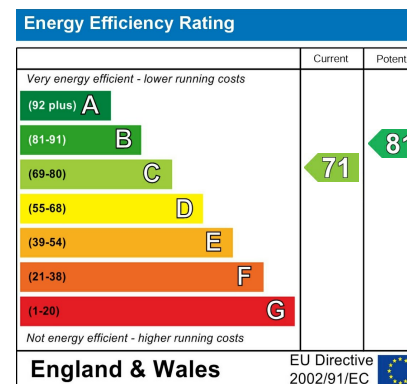 Energy Efficiency Rating
Current Potent
Very energy efficient - lower running costs
(92 plus) A
(81-91) B 81
(69-80) C 71
(55-68) D
(39-54) E
(21-38) F
(1-20) G
Not energy efficient - higher running costs
England & Wales
EU Directive
2002/91/EC